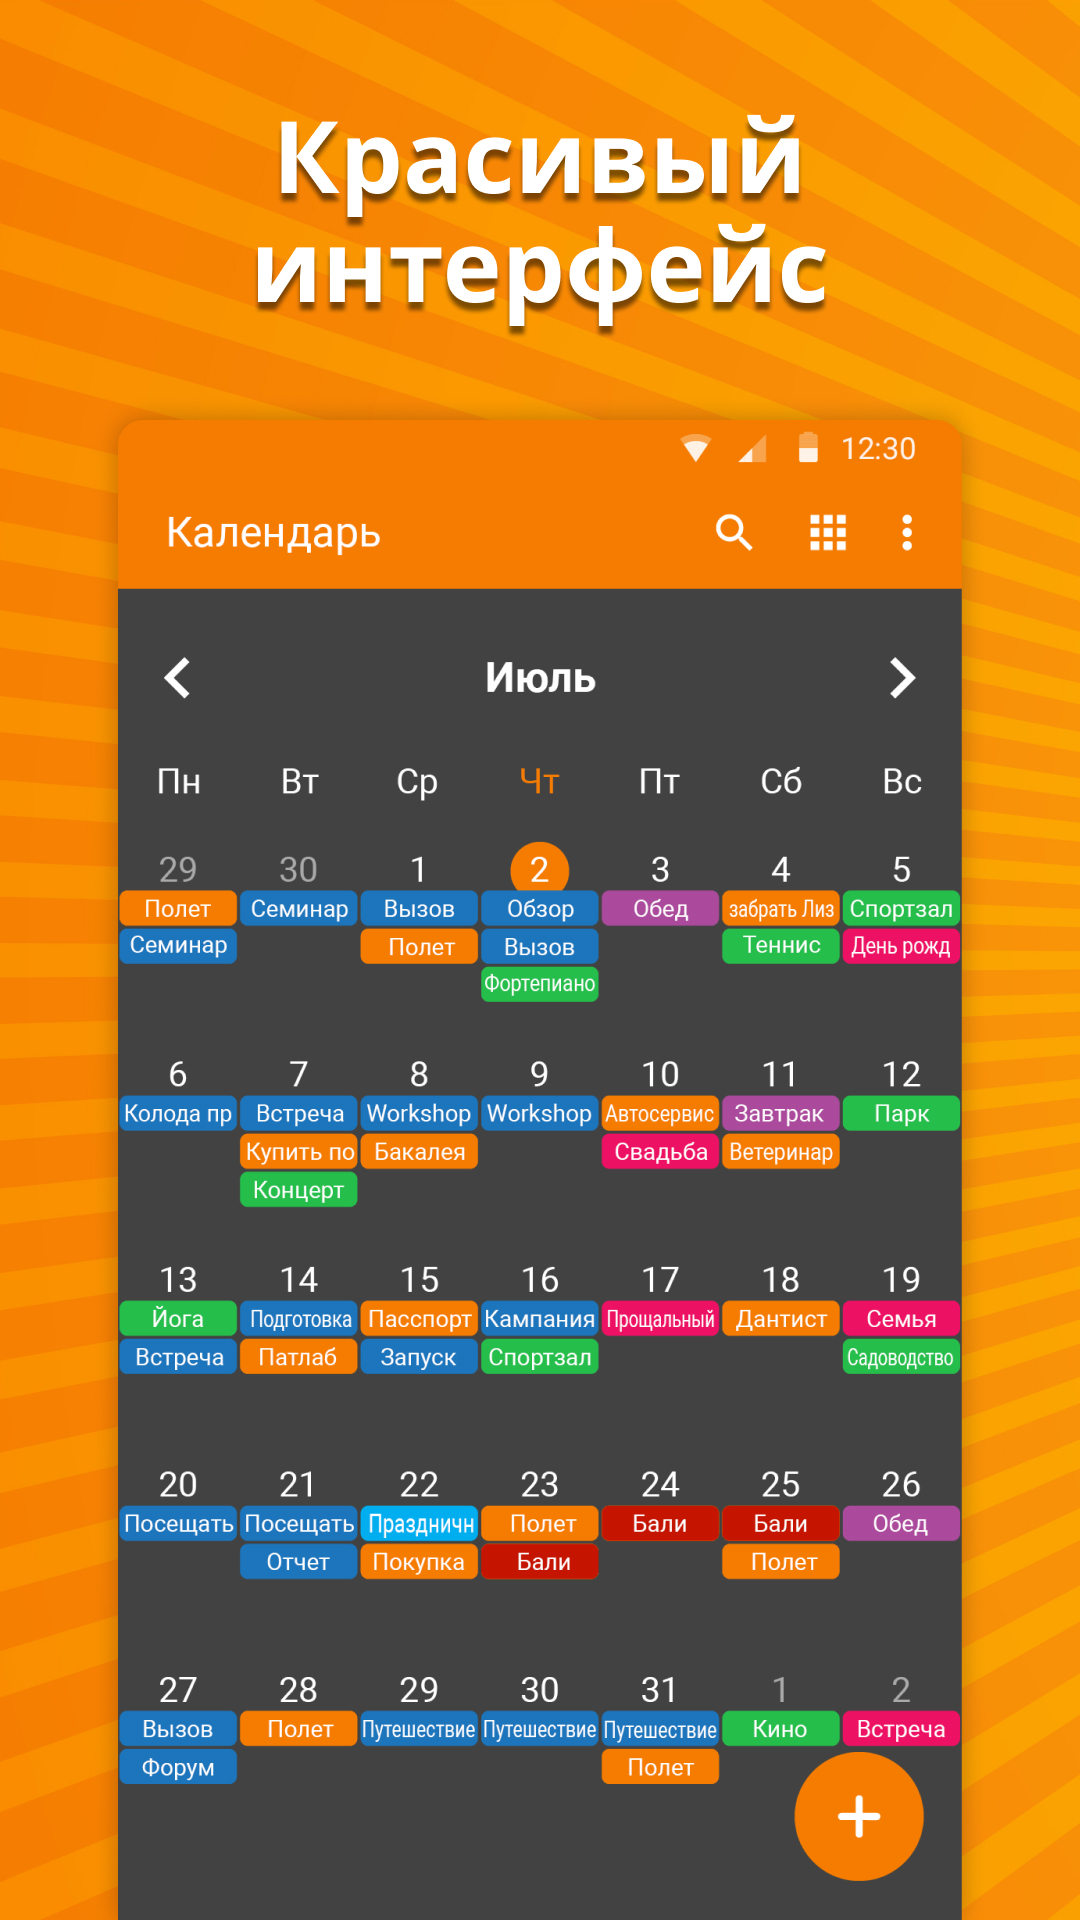 Красивый
интерфейс
12:30
Календарь
Июль
Пн Вт Ср Чт Пт Сб Вс
29 30 1 2 3 4 5
Полет Семинар Вызов Обзор Обед забрать Лиз Спортзал
Семинар Полет Вызов Теннис День рожд
Фортепиано
6 7 8 9 10 11 12
Колода пр Встреча Workshop Workshop Автосервис Завтрак Парк
Купить по Бакалея Свадьба Ветеринар
Концерт
13 14 15 16 17 18 19
Йога Подготовка Пасспорт Кампания Прощальный Дантист Семья
Встреча Патлаб Запуск Спортзал Садоводство
20 21 22 23 24 25 26
Посещать Посещать Праздничн Полет Бали Бали Обед
Отчет Покупка Бали Полет
27 28 29 30 31 1 2
Вызов Полет Путешествие Путешествие Путешествие Кино Встреча
Форум Полет